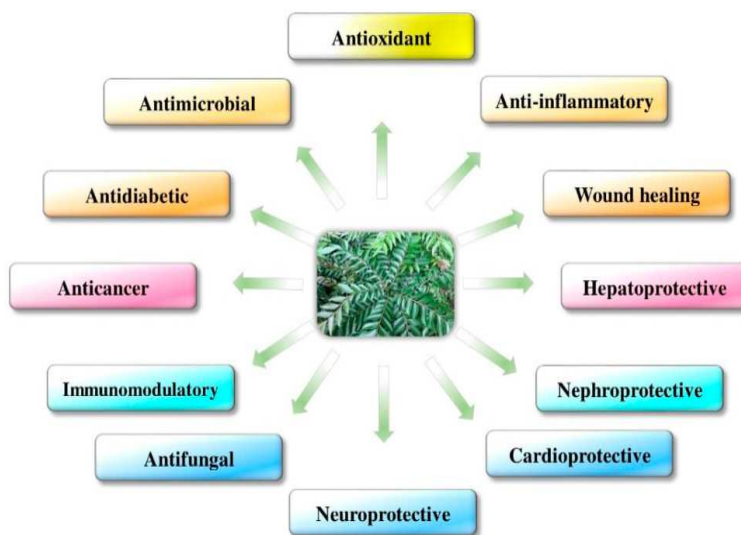 Antioxidant
Antimicrobial
Anti-inflammatory
Antidiabetic
Wound healing
Anticancer
Hepatoprotective
Immunomodulatory
Nephroprotective
Antifungal
Cardioprotective
Neuroprotective